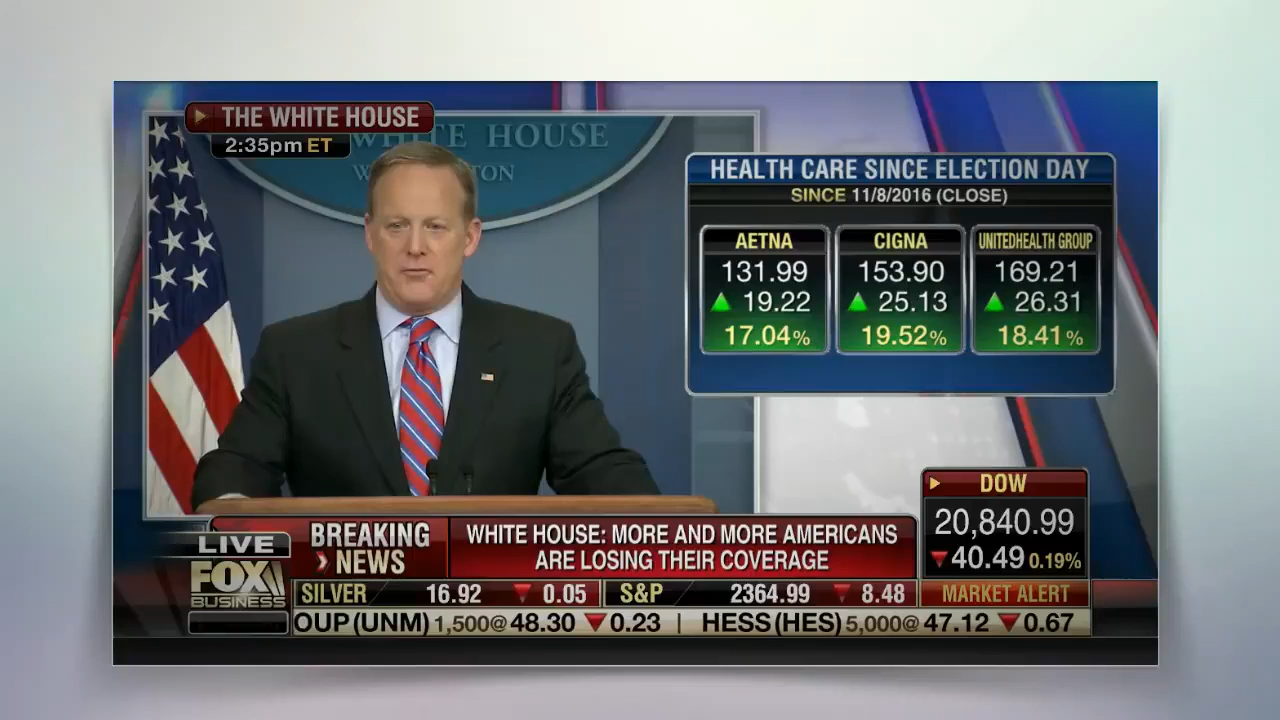 THE WHITE HOUSE
2:35pm ET
WHITE HOUSE
HEALTH CARE SINCE ELECTION DAY
SINCE 11/8/2016 (CLOSE)
AETNA
131.99
▲ 19.22
17.04%
CIGNA
153.90
▲ 25.13
19.52%
UNITEDHEALTH GROUP
169.21
▲ 26.31
18.41%
DOW
20,840.99
▼ 40.49 0.19%
MARKET ALERT
LIVE
FOX
BUSINESS
BREAKING
NEWS
WHITE HOUSE: MORE AND MORE AMERICANS
ARE LOSING THEIR COVERAGE
SILVER 16.92 ▼ 0.05 S&P 2364.99 ▼ 8.48
OUP (UNM) 1,500@ 48.30 ▼ 0.23 | HESS (HES) 5,000@ 47.12 ▼ 0.67